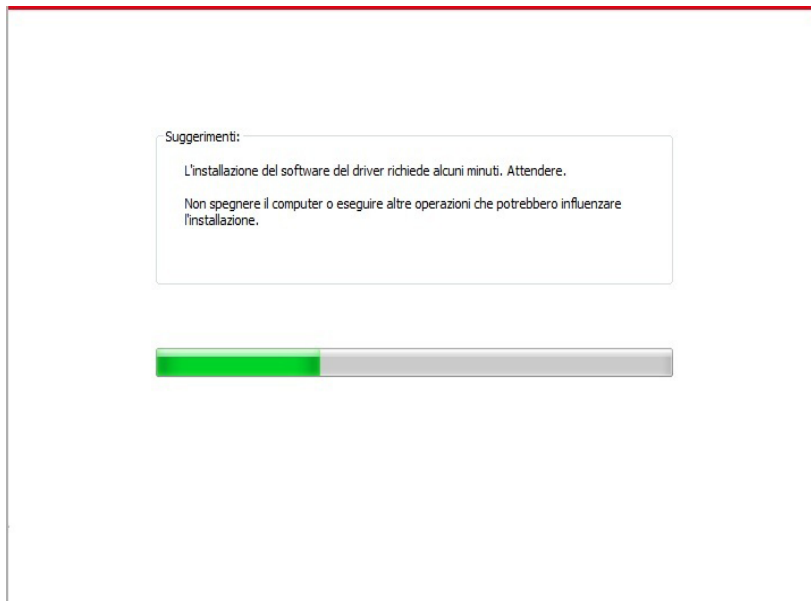 Suggerimenti:
L'installazione del software del driver richiede alcuni minuti. Attendere.
Non spegnere il computer o eseguire altre operazioni che potrebbero influenzare
l'installazione.